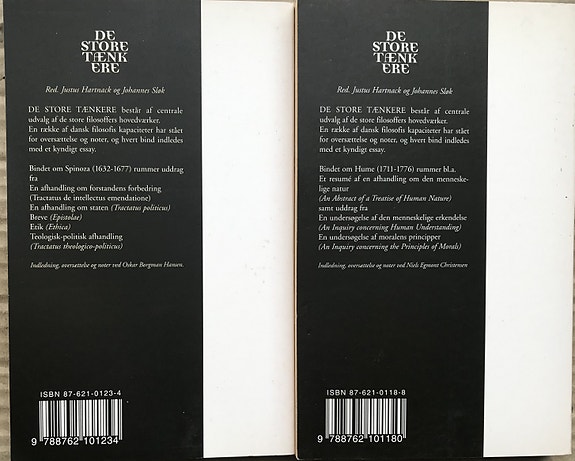 DE
STORE
TÆNK
ERE
Red. Justus Hartnack og Johannes Sløk
DE STORE TÆNKERE består af centrale
udvalg af de store filosoffers hovedværker.
En række af dansk filosofis kapaciteter har stået
for oversættelse og noter, og hvert bind indledes
med et kyndigt essay.
Bindet om Spinoza (1632-1677) rummer uddrag
fra
En afhandling om forstandens forbedring
(Tractatus de intellectus emendatione)
En afhandling om staten (Tractatus politicus)
Breve (Epistolae)
Etik (Ethica)
Teologisk-politisk afhandling
(Tractatus theologico-politicus)
Indledning, oversættelse og noter ved Oskar Borgman Hansen.
ISBN 87-621-0123-4
9 788762 101234
DE
STORE
TÆNK
ERE
Red. Justus Hartnack og Johannes Sløk
DE STORE TÆNKERE består af centrale
udvalg af de store filosoffers hovedværker.
En række af dansk filosofis kapaciteter har stået
for oversættelse og noter, og hvert bind indledes
med et kyndigt essay.
Bindet om Hume (1711-1776) rummer bl.a.
Et resumé af en afhandling om den menneske-
lige natur
(An Abstract of a Treatise of Human Nature)
samt uddrag fra
En undersøgelse af den menneskelige erkendelse
(An Inquiry concerning Human Understanding)
En undersøgelse af moralens principper
(An Inquiry concerning the Principles of Morals)
Indledning, oversættelse og noter ved Niels Egmont Christensen
ISBN 87-621-0118-8
9 788762 101180